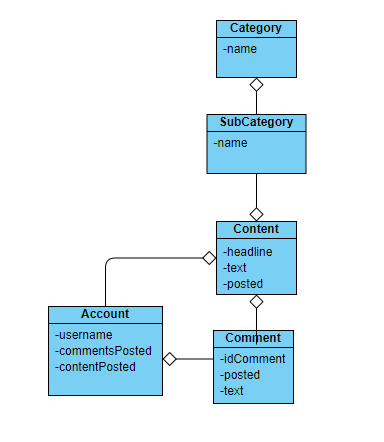 Category
-name
SubCategory
-name
Content
-headline
-text
-posted
Account
-username
-commentsPosted
-contentPosted
Comment
-idComment
-posted
-text